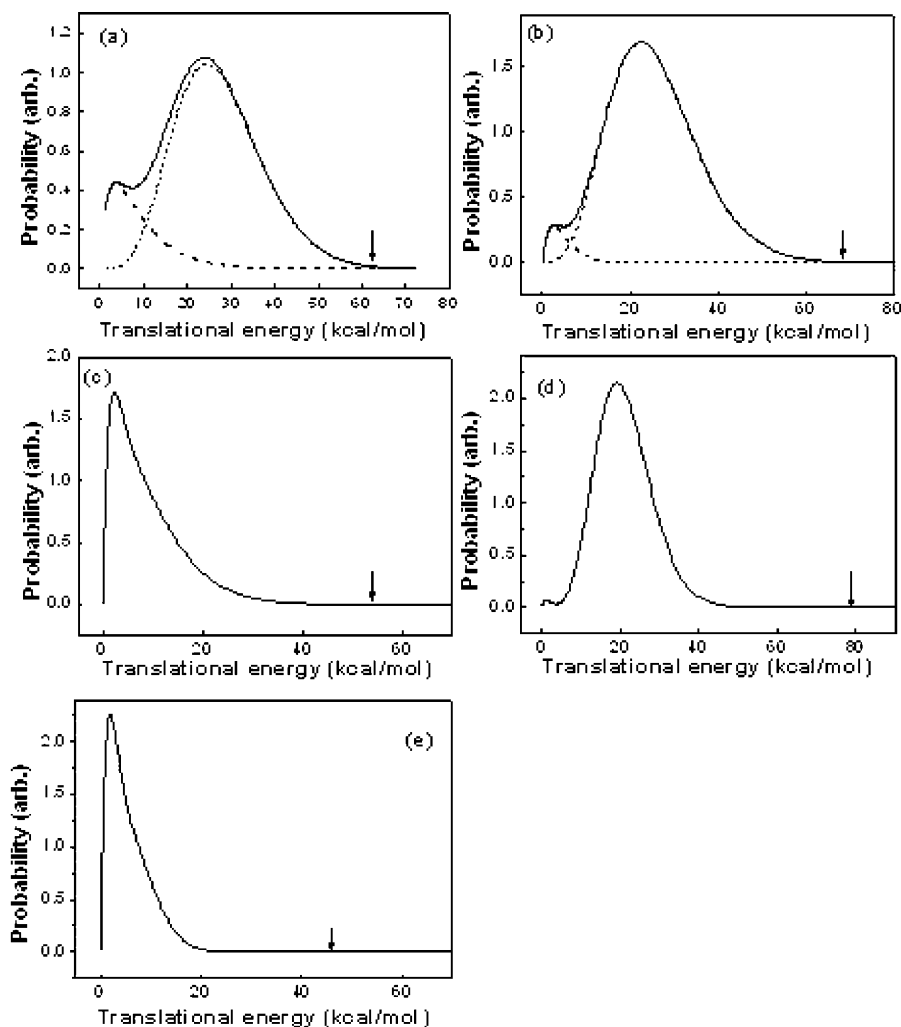 (a)
Probability (arb.)
1.2
1.0
0.8
0.6
0.4
0.2
0.0
0 10 20 30 40 50 60 70 80
Translational energy (kcal/mol)
(b)
Probability (arb.)
1.5
1.0
0.5
0.0
0 20 40 60 80
Translational energy (kcal/mol)
(c)
Probability (arb.)
2.0
1.5
1.0
0.5
0.0
0 20 40 60
Translational energy (kcal/mol)
(d)
Probability (arb.)
2.0
1.5
1.0
0.5
0.0
0 20 40 60 80
Translational energy (kcal/mol)
(e)
Probability (arb.)
2.0
1.5
1.0
0.5
0.0
0 20 40 60
Translational energy (kcal/mol)